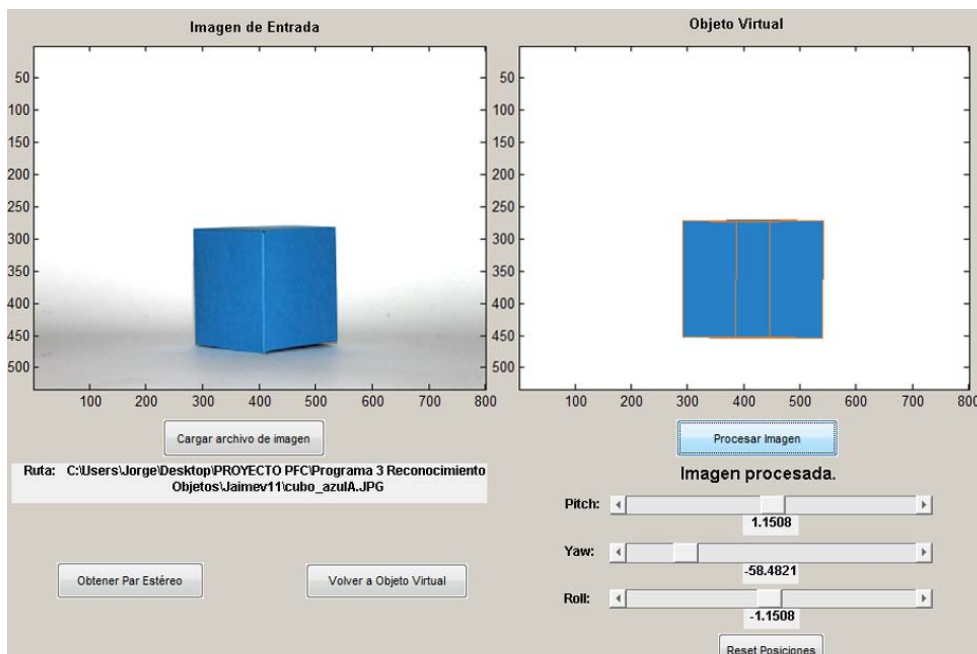 Imagen de Entrada
50
100
150
200
250
300
350
400
450
500
100 200 300 400 500 600 700 800
Cargar archivo de imagen
Ruta: C:\Users\Jorge\Desktop\PROYECTO PFC\Programa 3 Reconocimiento
Objetos\Jaimev11\cubo_azulA.JPG
Obtener Par Estéreo
Volver a Objeto Virtual
Objeto Virtual
50
100
150
200
250
300
350
400
450
500
100 200 300 400 500 600 700 800
Procesar Imagen
Imagen procesada.
Pitch:
1.1508
Yaw:
-58.4821
Roll:
-1.1508
Reset Posiciones